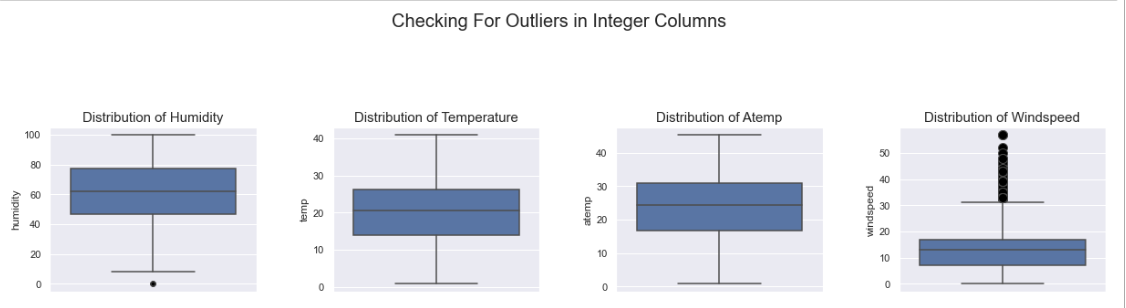 Checking For Outliers in Integer Columns
Distribution of Humidity
humidity
100
80
60
40
20
0
Distribution of Temperature
temp
40
30
20
10
0
Distribution of Atemp
atemp
40
30
20
10
0
Distribution of Windspeed
windspeed
50
40
30
20
10
0